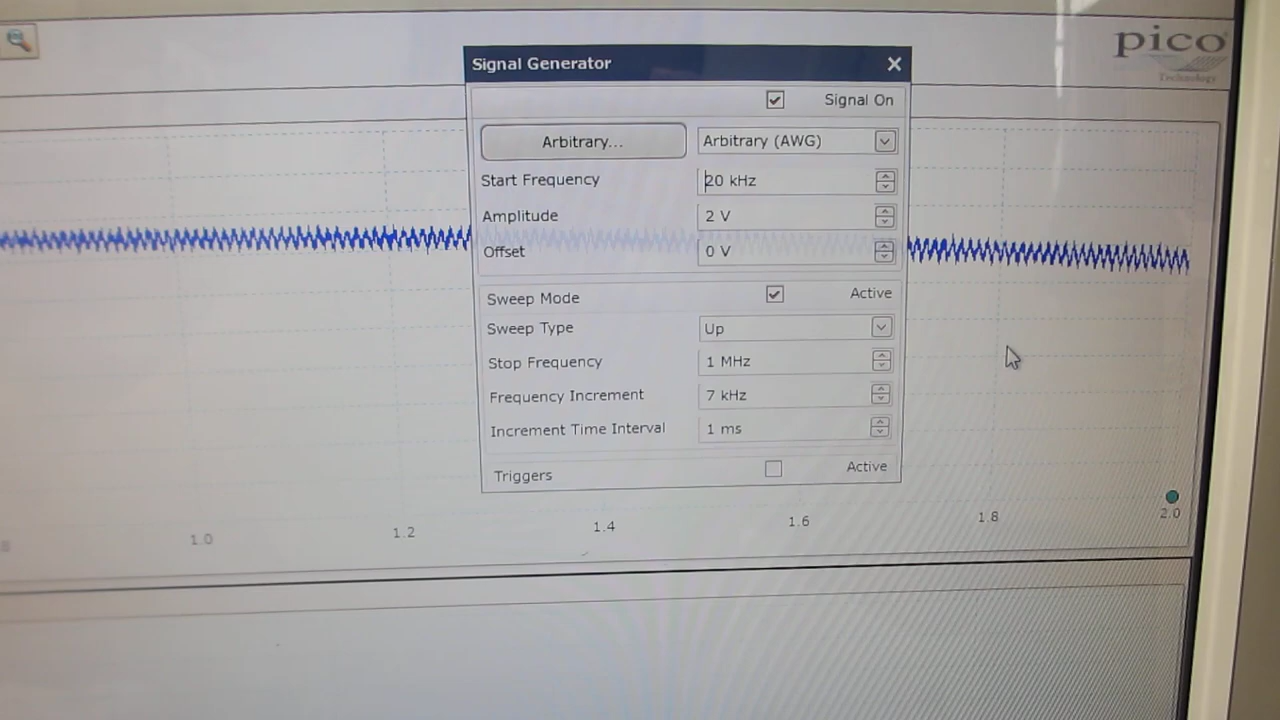 pico
Technology
Signal Generator
Signal On
Arbitrary... Arbitrary (AWG)
Start Frequency 20 kHz
Amplitude 2 V
Offset 0 V
Sweep Mode Active
Sweep Type Up
Stop Frequency 1 MHz
Frequency Increment 7 kHz
Increment Time Interval 1 ms
Triggers Active
1.0 1.2 1.4 1.6 1.8 2.0